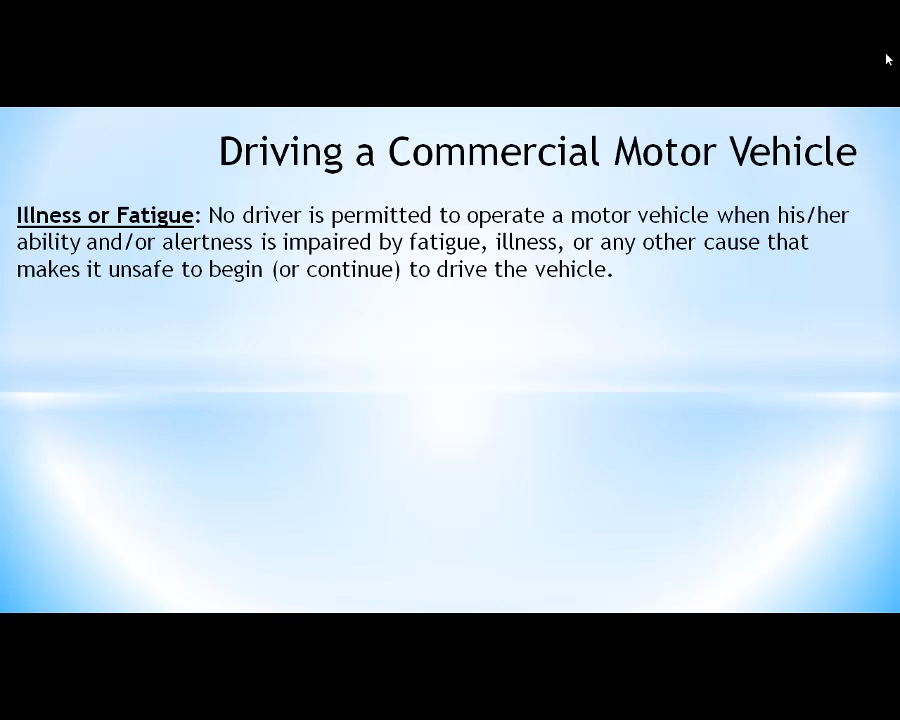 Driving a Commercial Motor Vehicle
Illness or Fatigue: No driver is permitted to operate a motor vehicle when his/her
ability and/or alertness is impaired by fatigue, illness, or any other cause that
makes it unsafe to begin (or continue) to drive the vehicle.